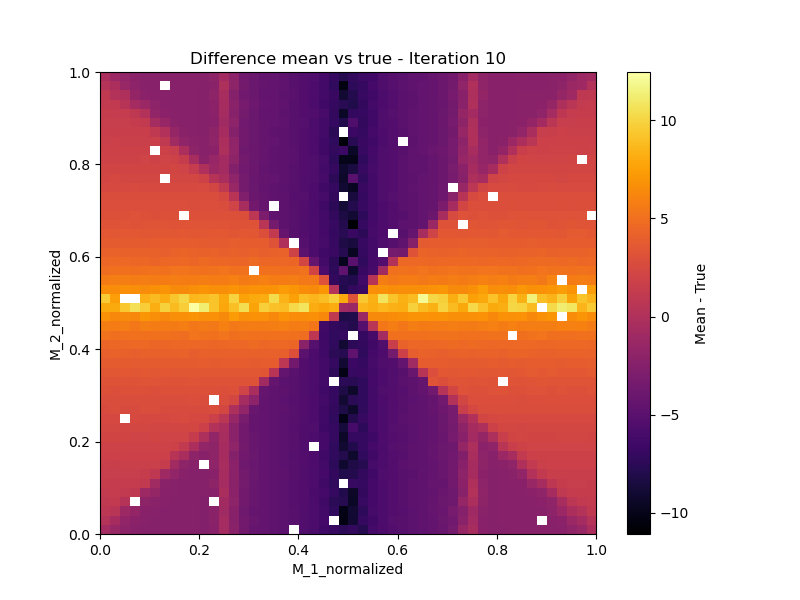 Difference mean vs true - Iteration 10
1.0
0.8
0.6
0.4
0.2
0.0
M_2_normalized
0.0 0.2 0.4 0.6 0.8 1.0
M_1_normalized
10
5
0
−5
−10
Mean - True